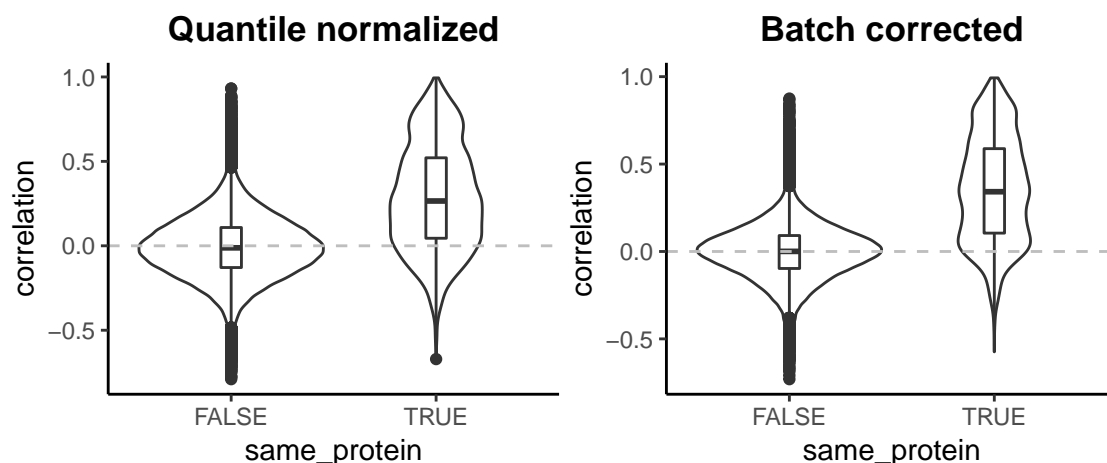 Quantile normalized
1.0
0.5
0.0
−0.5
correlation
FALSE
TRUE
same_protein
Batch corrected
1.0
0.5
0.0
−0.5
correlation
FALSE
TRUE
same_protein